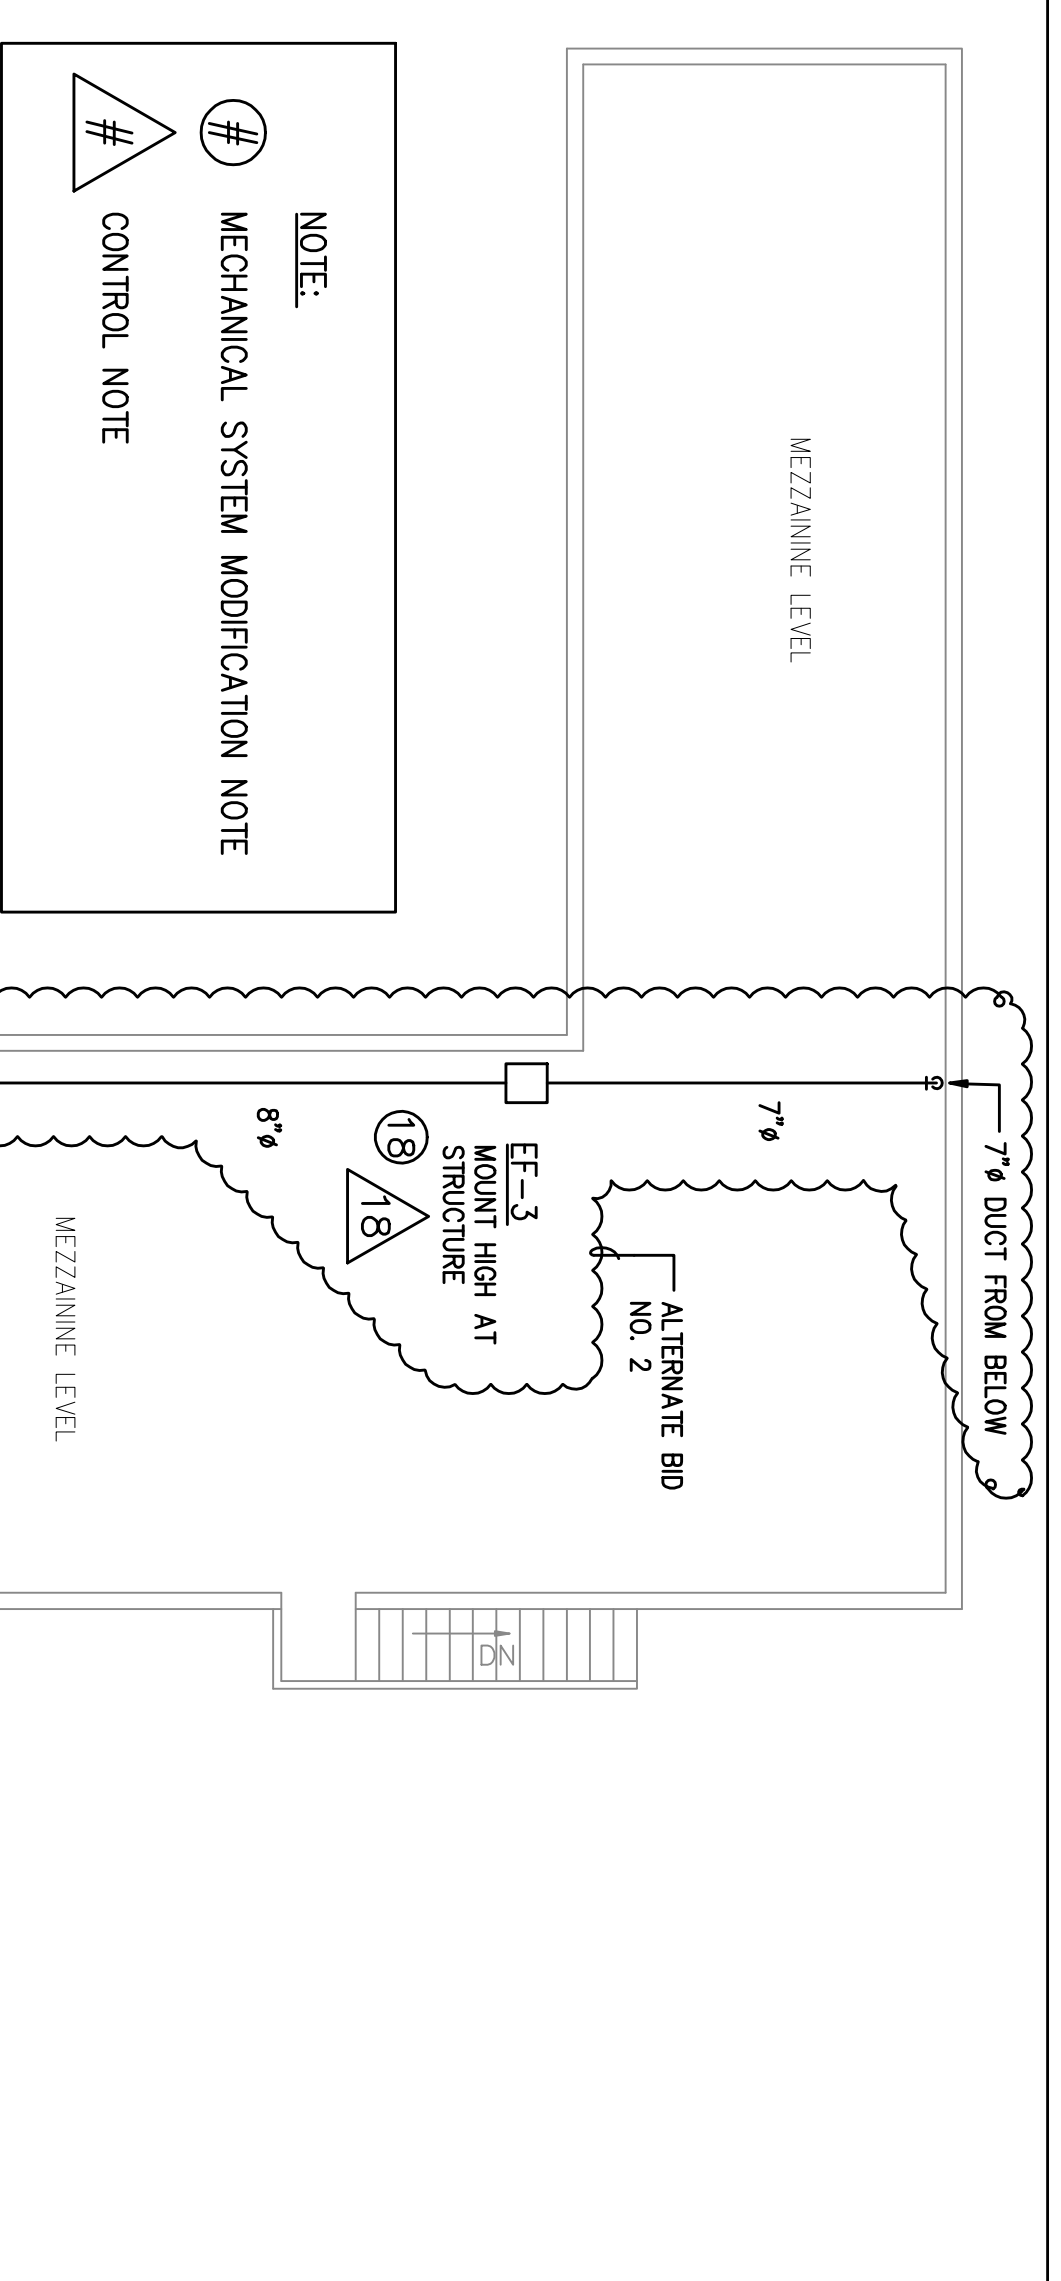 7"ø DUCT FROM BELOW
MEZZAININE LEVEL
7"ø
ALTERNATE BID
NO. 2
EF-3
MOUNT HIGH AT
STRUCTURE
18
18
DN
8"ø
NOTE:
# MECHANICAL SYSTEM MODIFICATION NOTE
# CONTROL NOTE
MEZZAININE LEVEL